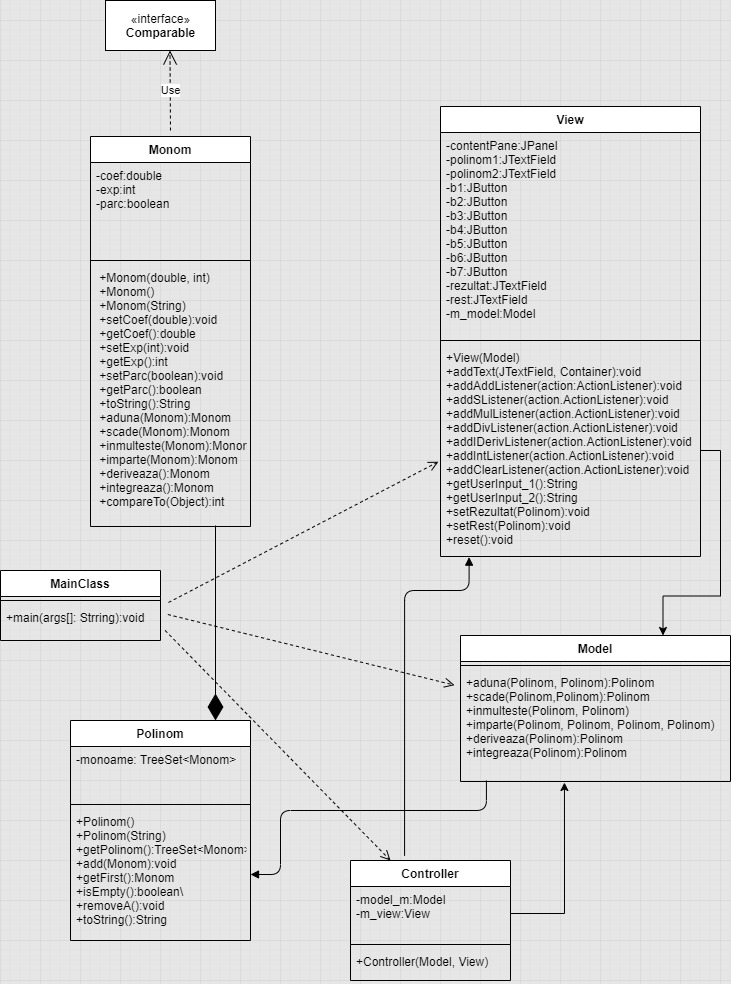 «interface»
Comparable
Use
Monom
-coef:double
-exp:int
-parc:boolean
+Monom(double, int)
+Monom()
+Monom(String)
+setCoef(double):void
+getCoef():double
+setExp(int):void
+getExp():int
+setParc(boolean):void
+getParc():boolean
+toString():String
+aduna(Monom):Monom
+scade(Monom):Monom
+inmulteste(Monom):Monor
+imparte(Monom):Monom
+deriveaza():Monom
+integreaza():Monom
+compareTo(Object):int
View
-contentPane:JPanel
-polinom1:JTextField
-polinom2:JTextField
-b1:JButton
-b2:JButton
-b3:JButton
-b4:JButton
-b5:JButton
-b6:JButton
-b7:JButton
-rezultat:JTextField
-rest:JTextField
-m_model:Model
+View(Model)
+addText(JTextField, Container):void
+addAddListener(action:ActionListener):void
+addSListener(action.ActionListener):void
+addMulListener(action.ActionListener):void
+addDivListener(action.ActionListener):void
+addIDerivListener(action.ActionListener):void
+addIntListener(action.ActionListener):void
+addClearListener(action.ActionListener):void
+getUserInput_1():String
+getUserInput_2():String
+setRezultat(Polinom):void
+setRest(Polinom):void
+reset():void
MainClass
+main(args[]: Strring):void
Model
+aduna(Polinom, Polinom):Polinom
+scade(Polinom,Polinom):Polinom
+inmulteste(Polinom, Polinom)
+imparte(Polinom, Polinom, Polinom, Polinom)
+deriveaza(Polinom):Polinom
+integreaza(Polinom):Polinom
Polinom
-monoame: TreeSet<Monom>
+Polinom()
+Polinom(String)
+getPolinom():TreeSet<Monom>
+add(Monom):void
+getFirst():Monom
+isEmpty():boolean\
+removeA():void
+toString():String
Controller
-model_m:Model
-m_view:View
+Controller(Model, View)